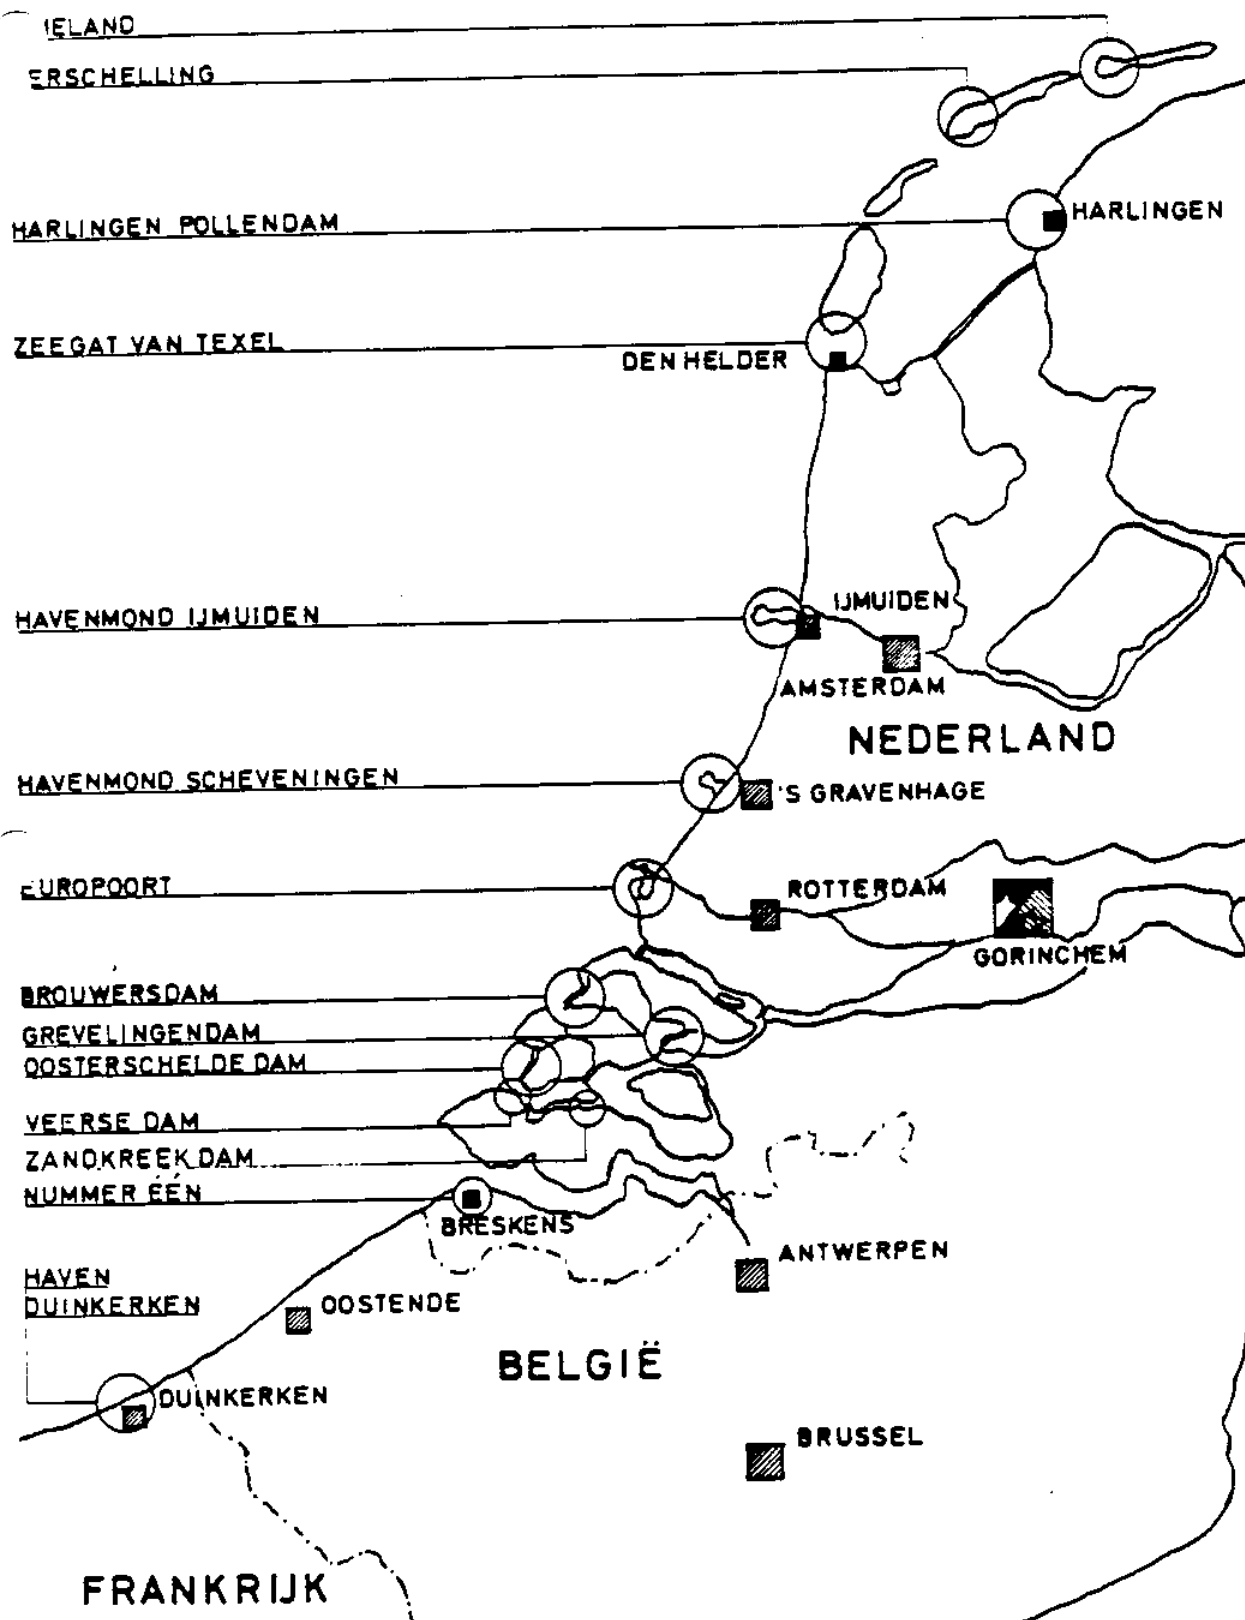 IELAND
ERSCHELLING
HARLINGEN POLLENDAM
HARLINGEN
ZEEGAT VAN TEXEL
DEN HELDER
HAVENMOND IJMUIDEN
IJMUIDEN
AMSTERDAM
NEDERLAND
HAVENMOND SCHEVENINGEN
'S GRAVENHAGE
EUROPOORT
ROTTERDAM
GORINCHEM
BROUWERSDAM
GREVELINGENDAM
OOSTERSCHELDE DAM
VEERSE DAM
ZANDKREEK DAM
NUMMER ÉÉN
BRESKENS
ANTWERPEN
HAVEN
DUINKERKEN
OOSTENDE
BELGIË
DUINKERKEN
BRUSSEL
FRANKRIJK